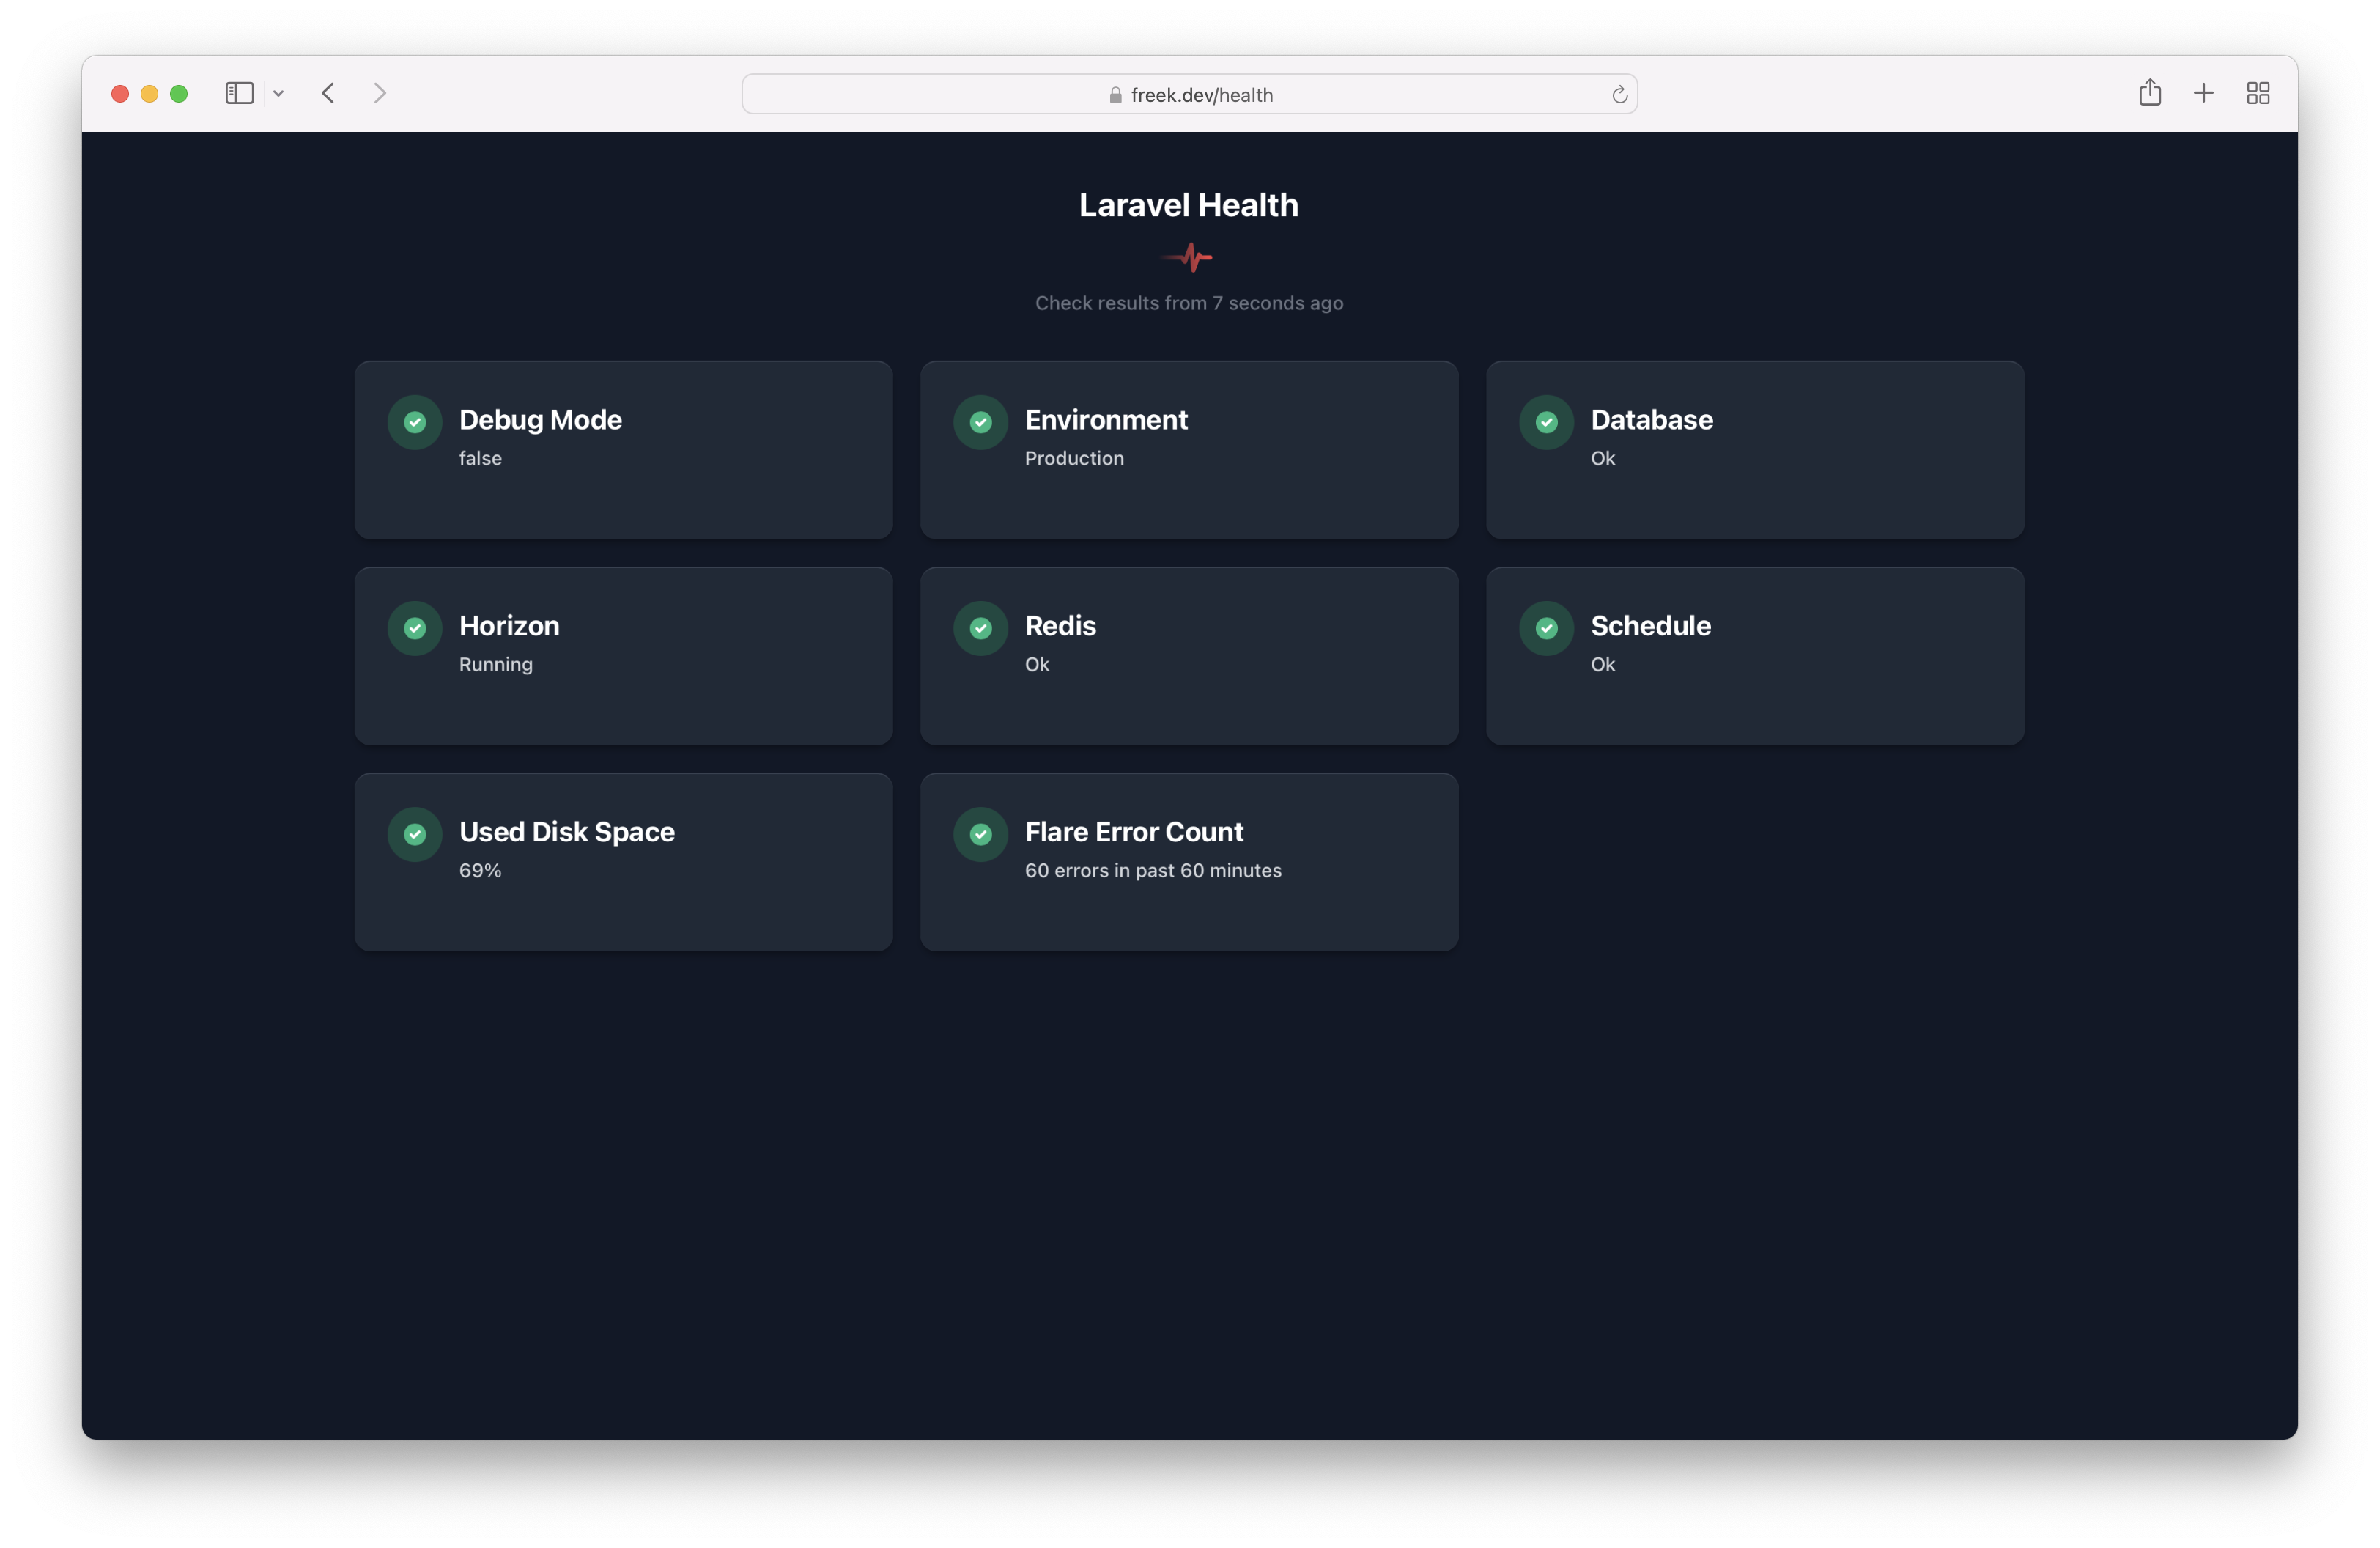 freek.dev/health
Laravel Health
Check results from 7 seconds ago
Debug Mode
false
Environment
Production
Database
Ok
Horizon
Running
Redis
Ok
Schedule
Ok
Used Disk Space
69%
Flare Error Count
60 errors in past 60 minutes